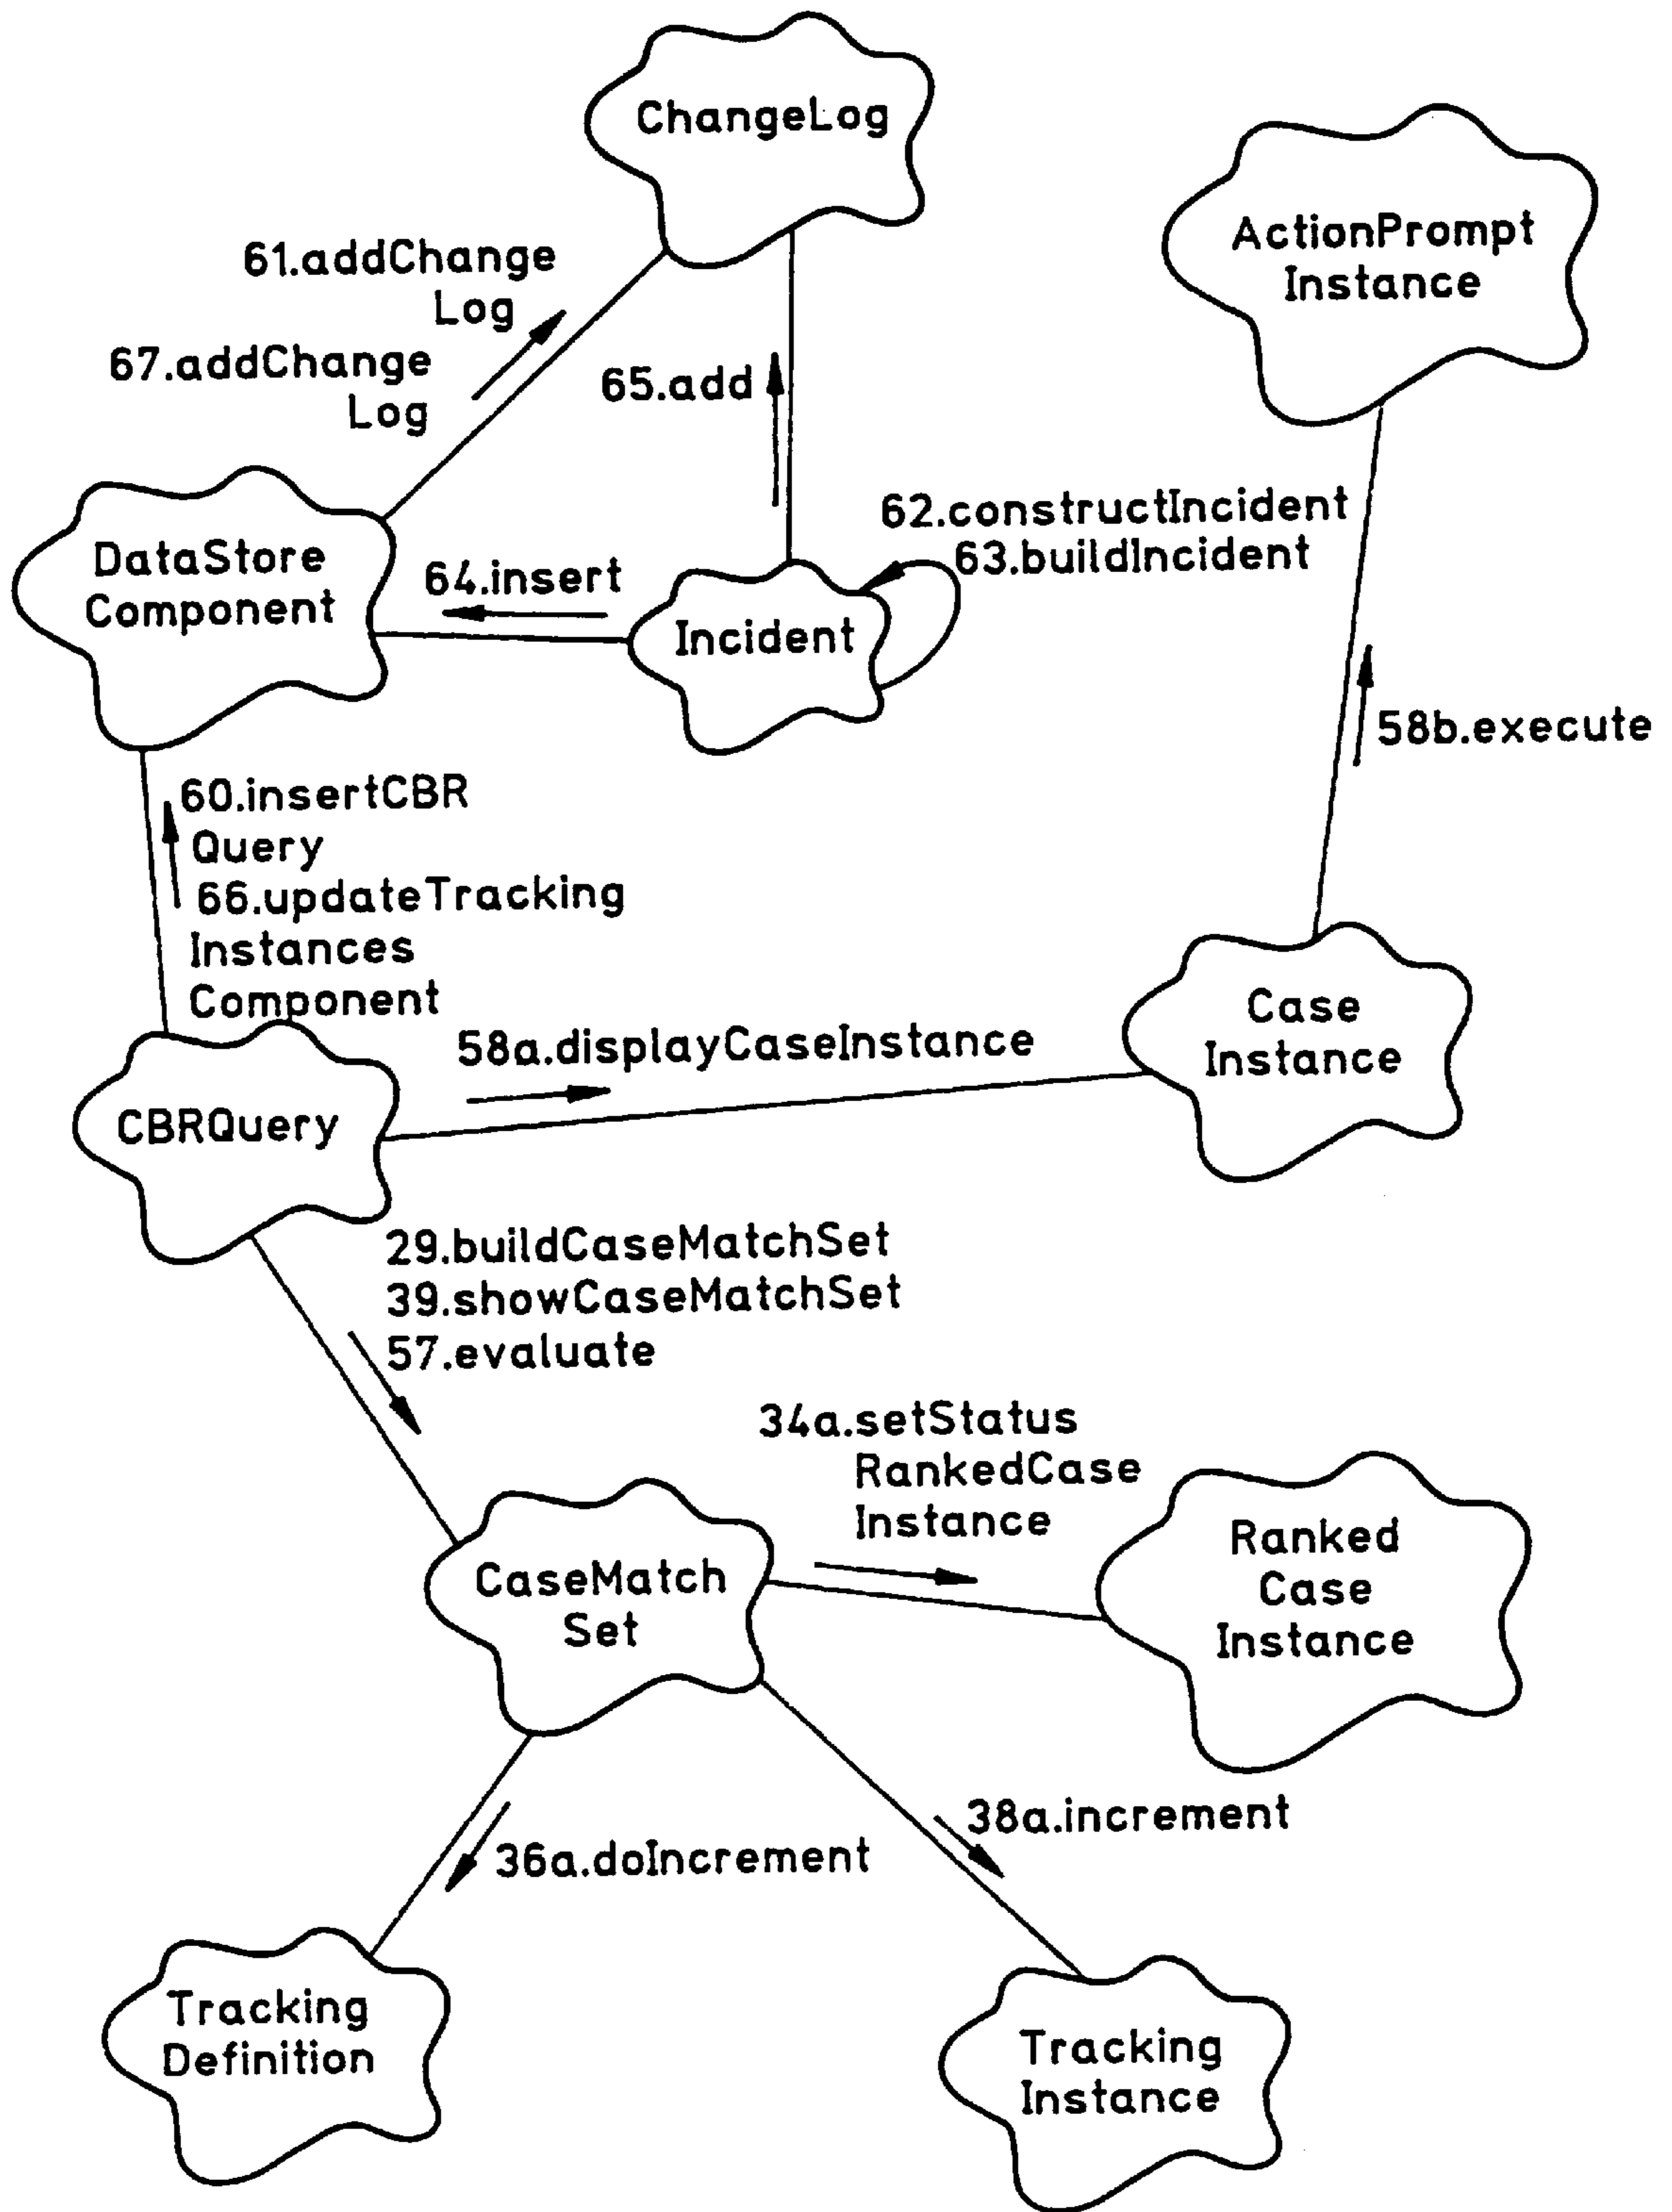 ChangeLog
ActionPrompt
Instance
61.addChange
Log
67.addChange
Log
65.add
62.constructIncident
63.buildIncident
DataStore
Component
64.insert
Incident
58b.execute
60.insertCBR
Query
66.updateTracking
Instances
Component
Case
Instance
58a.displayCaseInstance
CBRQuery
29.buildCaseMatchSet
39.showCaseMatchSet
57.evaluate
34a.setStatus
RankedCase
Instance
Ranked
Case
Instance
CaseMatch
Set
38a.increment
36a.doIncrement
Tracking
Definition
Tracking
Instance